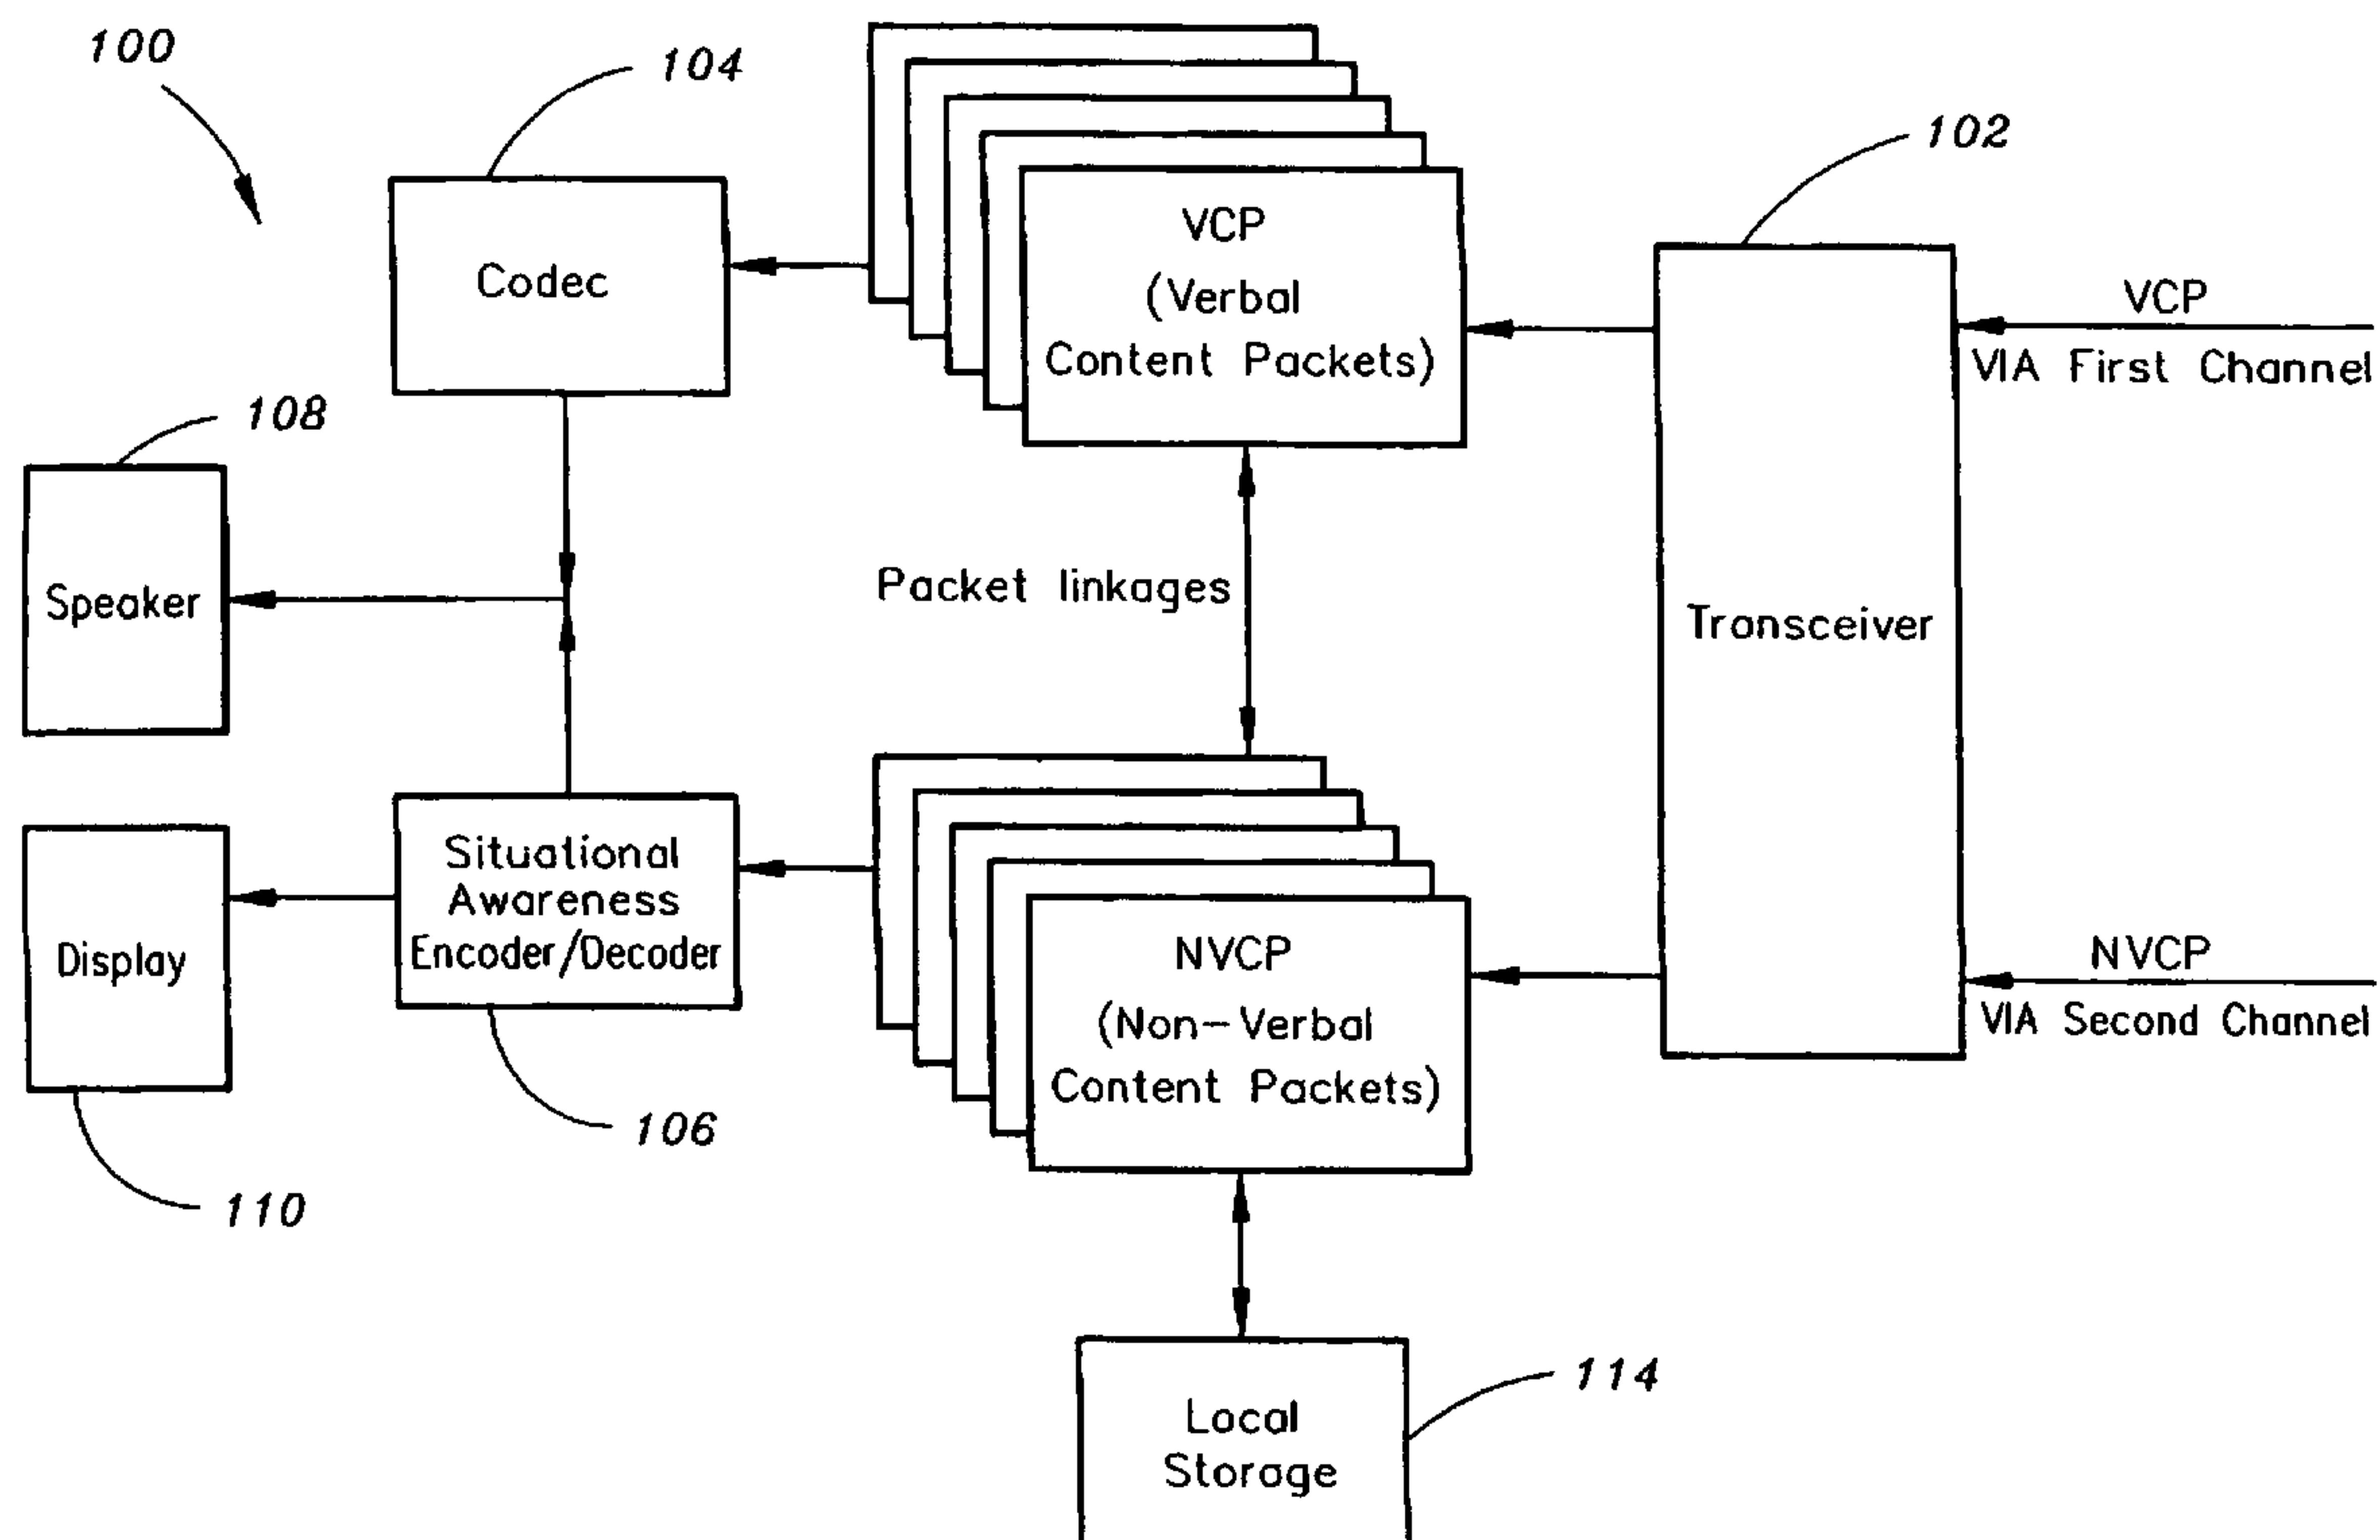 100
104
102
VCP
(Verbal
Content Packets)
Codec
VCP
VIA First Channel
108
Speaker
Packet linkages
Transceiver
Situational
Awareness
Encoder/Decoder
Display
NVCP
(Non-Verbal
Content Packets)
NVCP
VIA Second Channel
106
110
114
Local
Storage